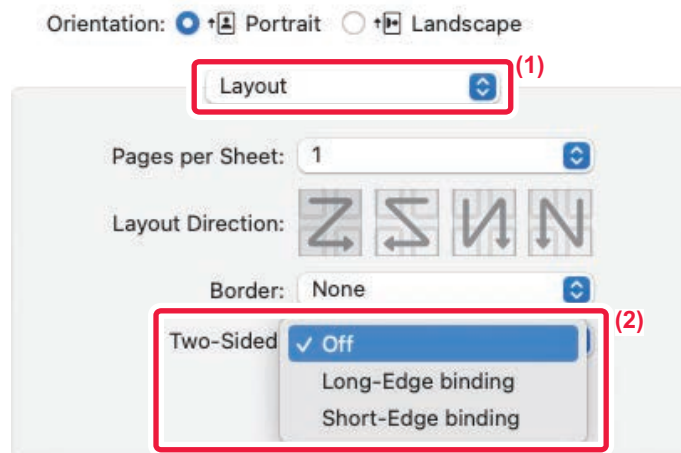 Orientation: Portrait Landscape
(1)
Layout
Pages per Sheet: 1
Layout Direction:
Border: None
(2)
Two-Sided ✓ Off
Long-Edge binding
Short-Edge binding